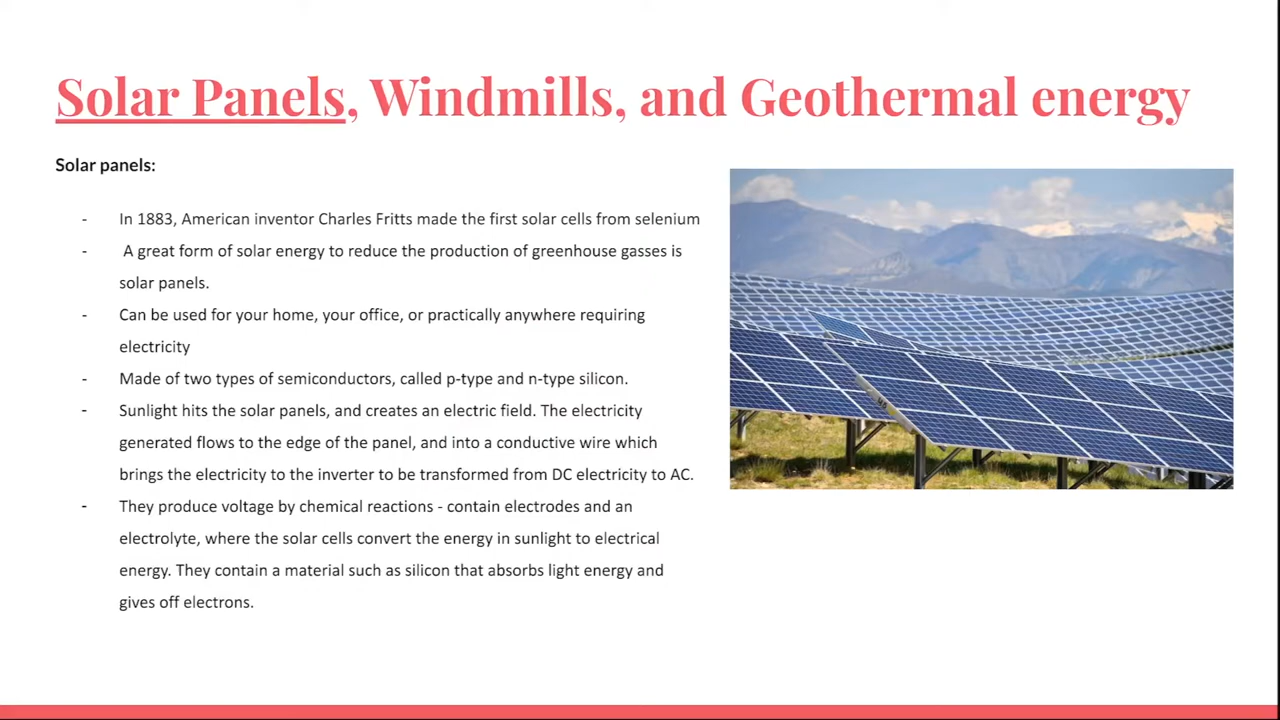 Solar Panels, Windmills, and Geothermal energy
Solar panels:
- In 1883, American inventor Charles Fritts made the first solar cells from selenium
- A great form of solar energy to reduce the production of greenhouse gasses is
solar panels.
- Can be used for your home, your office, or practically anywhere requiring
electricity
- Made of two types of semiconductors, called p-type and n-type silicon.
- Sunlight hits the solar panels, and creates an electric field. The electricity
generated flows to the edge of the panel, and into a conductive wire which
brings the electricity to the inverter to be transformed from DC electricity to AC.
- They produce voltage by chemical reactions - contain electrodes and an
electrolyte, where the solar cells convert the energy in sunlight to electrical
energy. They contain a material such as silicon that absorbs light energy and
gives off electrons.